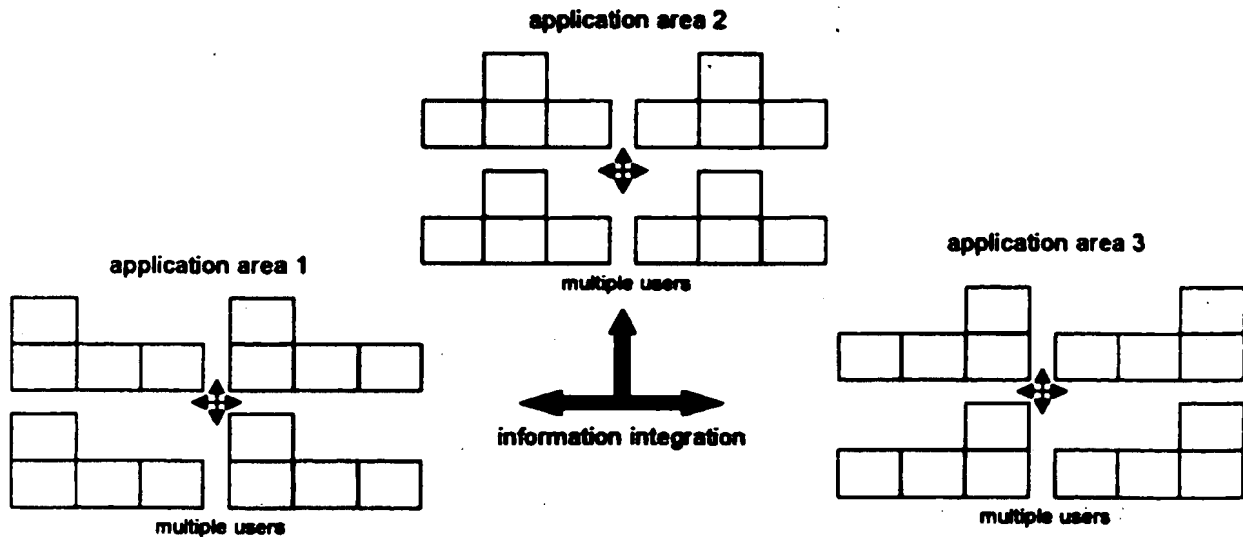 application area 2
multiple users
application area 1
multiple users
information integration
application area 3
multiple users